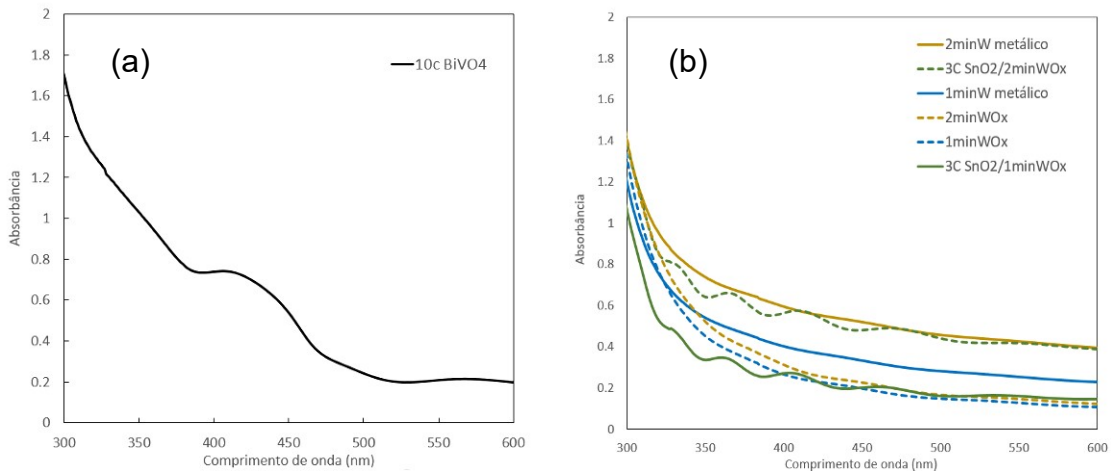 (a)
10c BiVO4
2
1.8
1.6
1.4
1.2
1
0.8
0.6
0.4
0.2
0
Absorbância
300 350 400 450 500 550 600
Comprimento de onda (nm)
(b)
2minW metálico
3C SnO2/2minWOx
1minW metálico
2minWOx
1minWOx
3C SnO2/1minWOx
2
1.8
1.6
1.4
1.2
1
0.8
0.6
0.4
0.2
0
Absorbância
300 350 400 450 500 550 600
Comprimento de onda (nm)